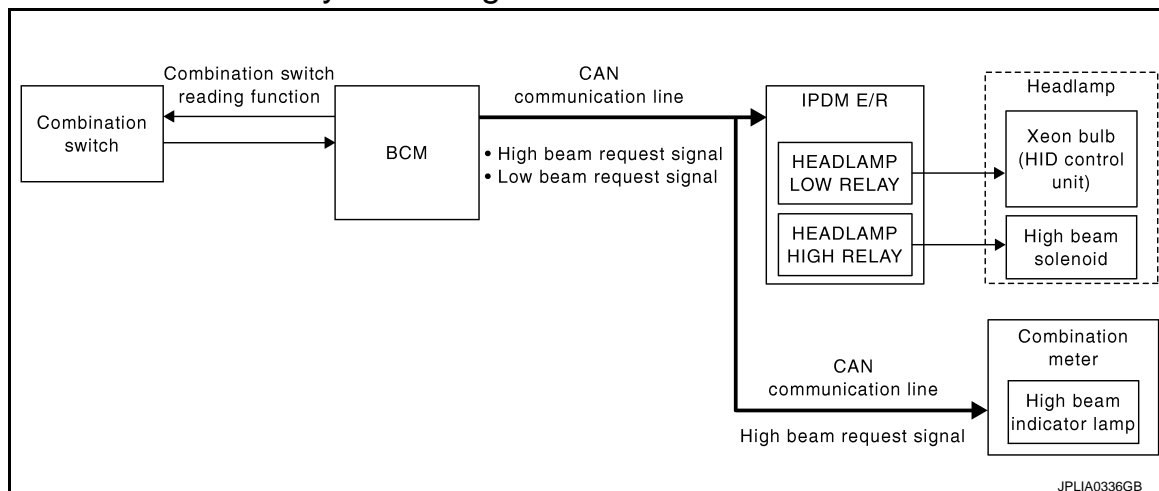 Combination switch
reading function
Combination
switch
BCM
CAN
communication line
• High beam request signal
• Low beam request signal
IPDM E/R
HEADLAMP
LOW RELAY
HEADLAMP
HIGH RELAY
Headlamp
Xeon bulb
(HID control
unit)
High beam
solenoid
CAN
communication line
High beam request signal
Combination
meter
High beam
indicator lamp
JPLIA0336GB